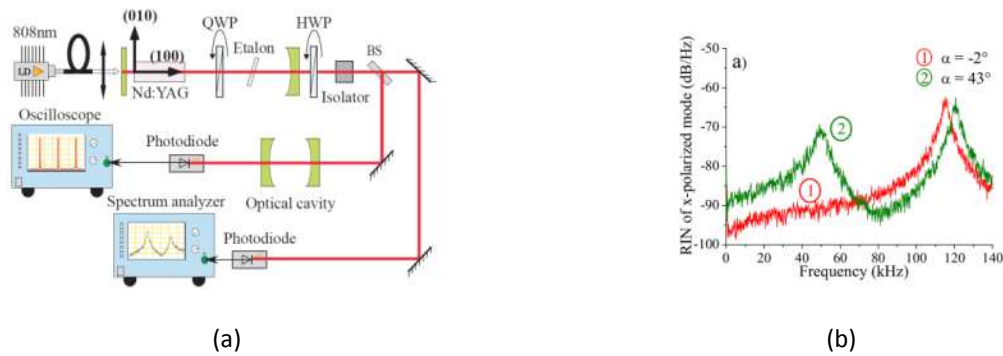 808nm
LD
(010)
(100)
Nd:YAG
QWP
Etalon
HWP
Isolator
BS
Oscilloscope
Photodiode
Optical cavity
Spectrum analyzer
Photodiode
(a)
a)
1 α = -2°
2 α = 43°
2
1
RIN of x-polarized mode (dB/Hz)
-50
-60
-70
-80
-90
-100
0 20 40 60 80 100 120 140
Frequency (kHz)
(b)